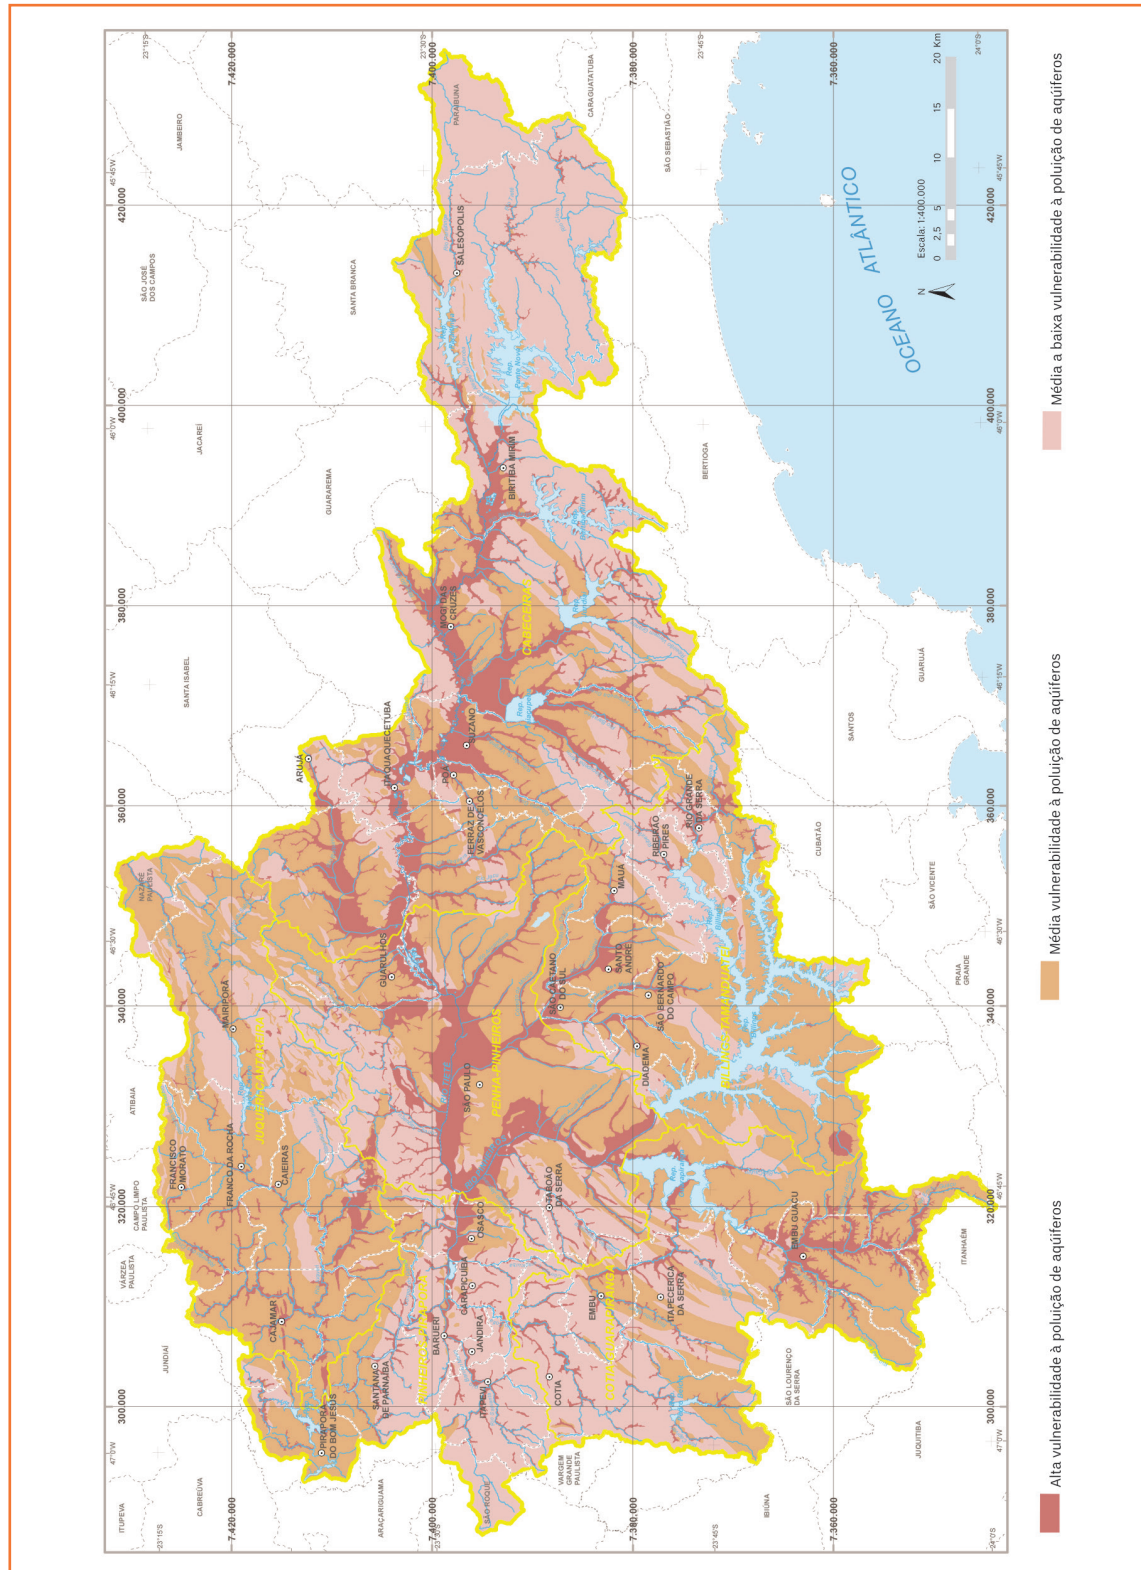 23°15'S
23°30'S
23°45'S
24°0'S
7.420.000
7.400.000
7.380.000
7.360.000
47°0'W
46°45'W
46°30'W
46°15'W
46°0'W
45°45'W
300.000
320.000
340.000
360.000
380.000
400.000
420.000
ITUPEVA
CABREÚVA
JUNDIAÍ
VÁRZEA
PAULISTA
CAMPO LIMPO
PAULISTA
ATIBAIA
NAZARÉ
PAULISTA
SANTA ISABEL
GUARAREMA
JACAREÍ
SÃO JOSÉ
DOS CAMPOS
JAMBEIRO
SANTA BRANCA
PARAIBUNA
CARAGUATATUBA
SÃO SEBASTIÃO
BERTIOGA
GUARUJÁ
SANTOS
CUBATÃO
SÃO VICENTE
PRAIA
GRANDE
ITANHAÉM
SÃO LOURENÇO
DA SERRA
JUQUITIBA
IBIÚNA
VARGEM
GRANDE
PAULISTA
SÃO ROQUE
ARAÇARIGUAMA
PIRAPORA
DO BOM JESUS
CAJAMAR
SANTANA
DE PARNAÍBA
FRANCISCO
MORATO
FRANCO DA ROCHA
CAIEIRAS
MAIRIPORÃ
GUARULHOS
ARUJÁ
ITAQUAQUECETUBA
POÁ
SUZANO
FERRAZ DE
VASCONCELOS
MOGI DAS
CRUZES
BIRITIBA MIRIM
SALESÓPOLIS
BARUERI
JANDIRA
CARAPICUÍBA
OSASCO
ITAPEVI
COTIA
SÃO PAULO
TABOÃO
DA SERRA
EMBU
ITAPECERICA
DA SERRA
EMBU GUAÇU
SÃO CAETANO
DO SUL
SANTO
ANDRÉ
MAUÁ
SÃO BERNARDO
DO CAMPO
DIADEMA
RIBEIRÃO
PIRES
RIO GRANDE
DA SERRA
CABECEIRAS
PENHA-PINHEIROS
Rep.
Ponte Nova
OCEANO ATLÂNTICO
N
Escala: 1:400.000
0 2,5 5 10 15 20 Km
Alta vulnerabilidade à poluição de aqüíferos
Média vulnerabilidade à poluição de aqüíferos
Média a baixa vulnerabilidade à poluição de aqüíferos